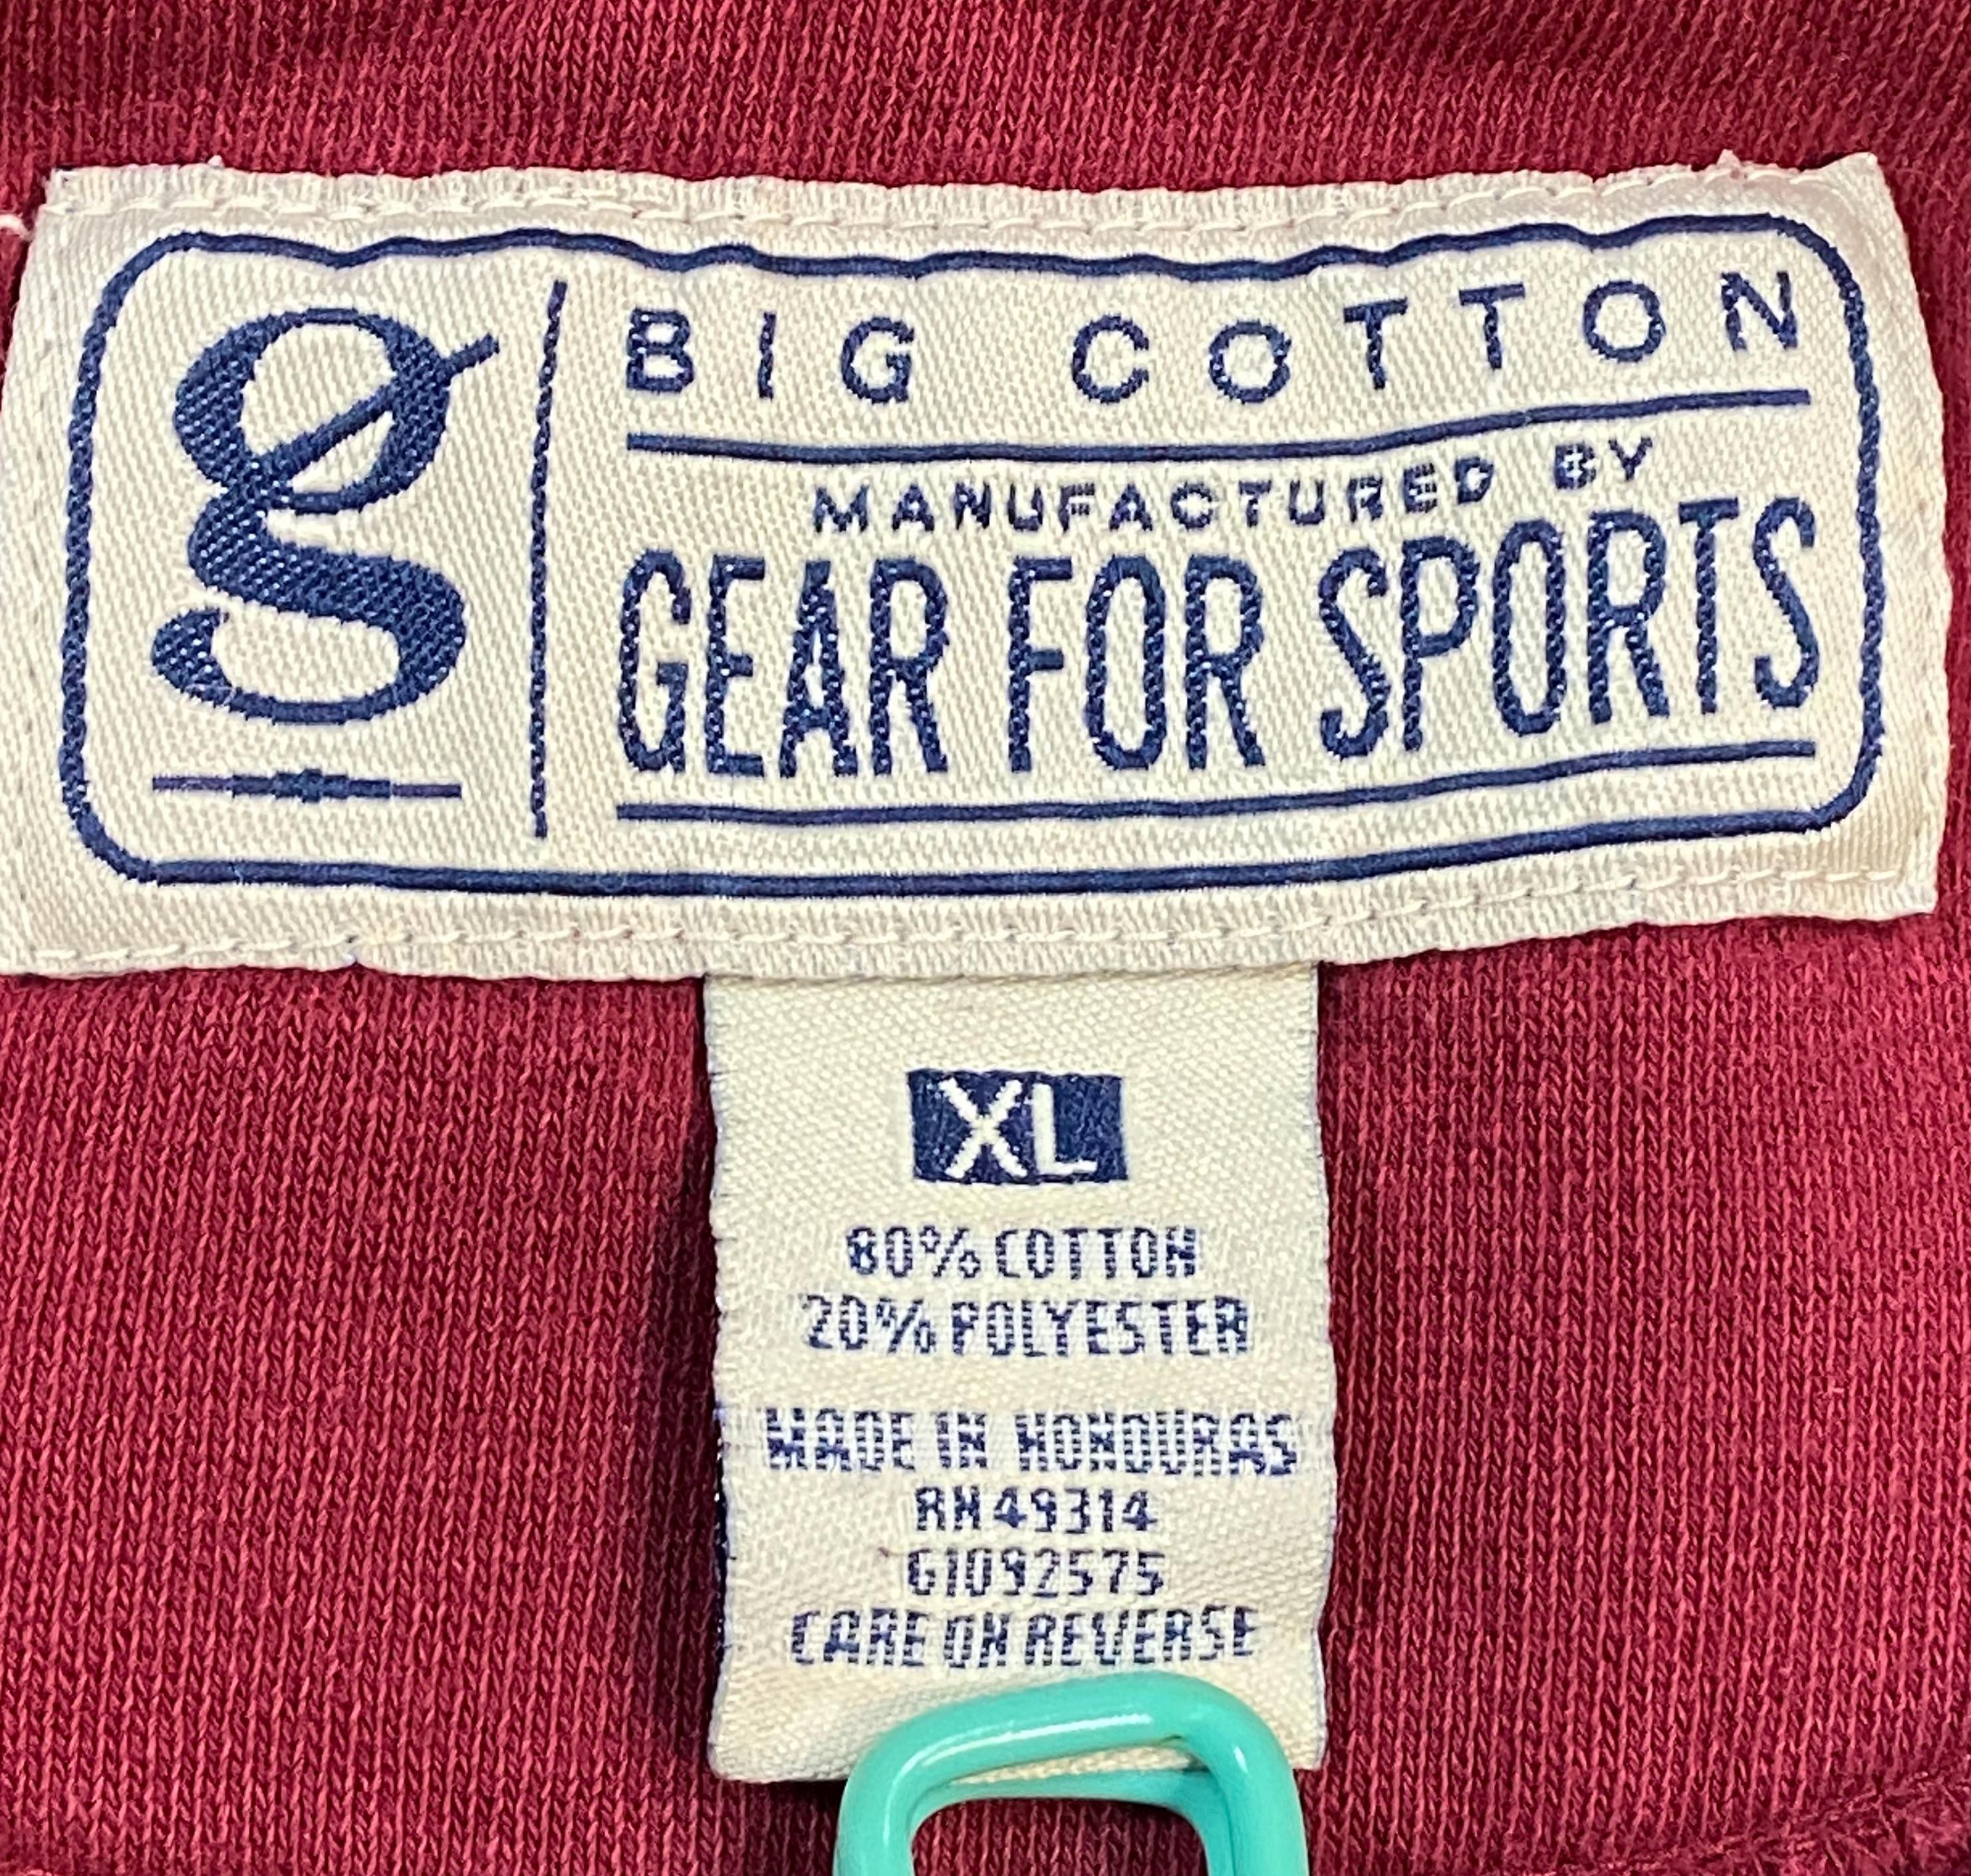 g
BIG COTTON
MANUFACTURED BY
GEAR FOR SPORTS
XL
80% COTTON
20% POLYESTER
MADE IN HONDURAS
RN 49314
G1092575
CARE ON REVERSE